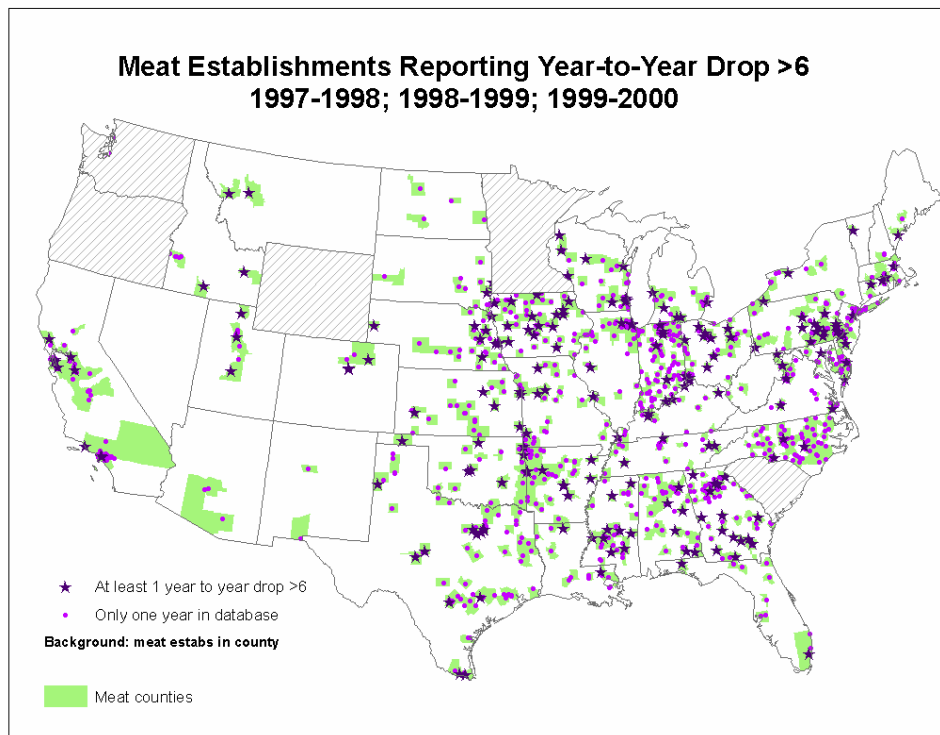 Meat Establishments Reporting Year-to-Year Drop >6
1997-1998; 1998-1999; 1999-2000
At least 1 year to year drop >6
Only one year in database
Background: meat estabs in county
Meat counties